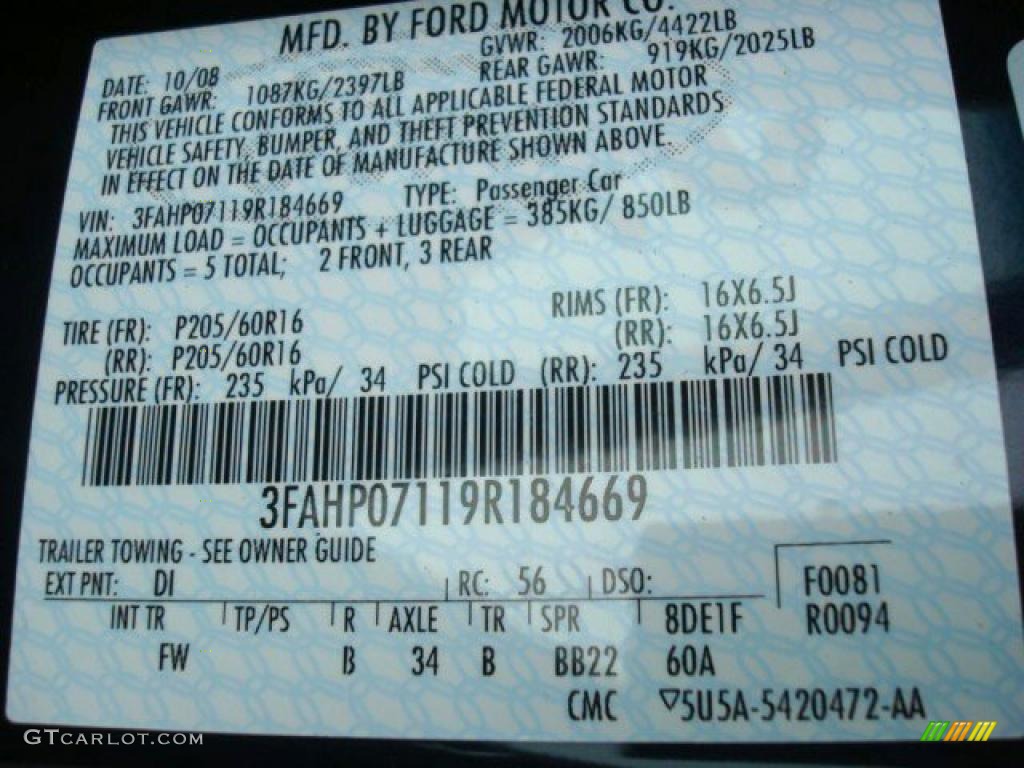 MFD. BY FORD MOTOR CO.
DATE: 10/08 GVWR: 2006KG/4422LB
FRONT GAWR: 1087KG/2397LB REAR GAWR: 919KG/2025LB
THIS VEHICLE CONFORMS TO ALL APPLICABLE FEDERAL MOTOR
VEHICLE SAFETY, BUMPER, AND THEFT PREVENTION STANDARDS
IN EFFECT ON THE DATE OF MANUFACTURE SHOWN ABOVE.
VIN: 3FAHP07119R184669 TYPE: Passenger Car
MAXIMUM LOAD = OCCUPANTS + LUGGAGE = 385KG/ 850LB
OCCUPANTS = 5 TOTAL; 2 FRONT, 3 REAR
TIRE (FR): P205/60R16 RIMS (FR): 16X6.5J
(RR): P205/60R16 (RR): 16X6.5J
PRESSURE (FR): 235 kPa/ 34 PSI COLD (RR): 235 kPa/ 34 PSI COLD
3FAHP07119R184669
TRAILER TOWING - SEE OWNER GUIDE
EXT PNT: DI RC: 56 DSO: F0081
INT TR TP/PS R AXLE TR SPR 8DE1F R0094
FW B 34 B BB22 60A
CMC ▽5U5A-5420472-AA
GTCARLOT.COM